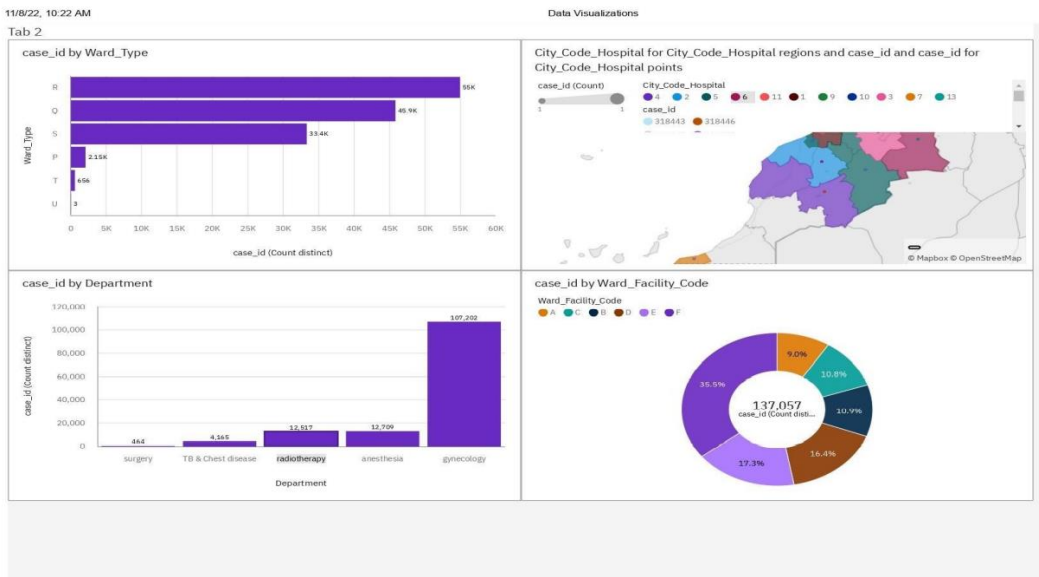 11/8/22, 10:22 AM
Data Visualizations
Tab 2
case_id by Ward_Type
Ward_Type
R
55K
Q
45.9K
S
33.4K
P
2.15K
T
656
U
3
0 5K 10K 15K 20K 25K 30K 35K 40K 45K 50K 55K 60K
case_id (Count distinct)
City_Code_Hospital for City_Code_Hospital regions and case_id and case_id for
City_Code_Hospital points
case_id (Count)
1 1
City_Code_Hospital
4 2 5 6 11 1 9 10 3 7 13
case_id
318443 318446
© Mapbox © OpenStreetMap
case_id by Department
case_id (Count distinct)
120,000
100,000
80,000
60,000
40,000
20,000
0
464
4,165
12,517
12,709
107,202
surgery TB & Chest disease radiotherapy anesthesia gynecology
Department
case_id by Ward_Facility_Code
Ward_Facility_Code
A C B D E F
9.0%
10.8%
10.9%
16.4%
17.3%
35.5%
137,057
case_id (Count disti...